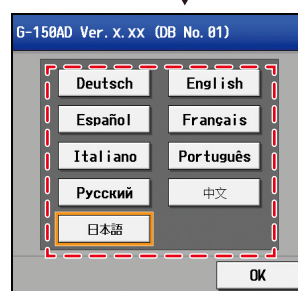 G-150AD Ver.x.xx (DB No.01)
Deutsch English
Español Français
Italiano Português
Русский 中文
日本語
OK